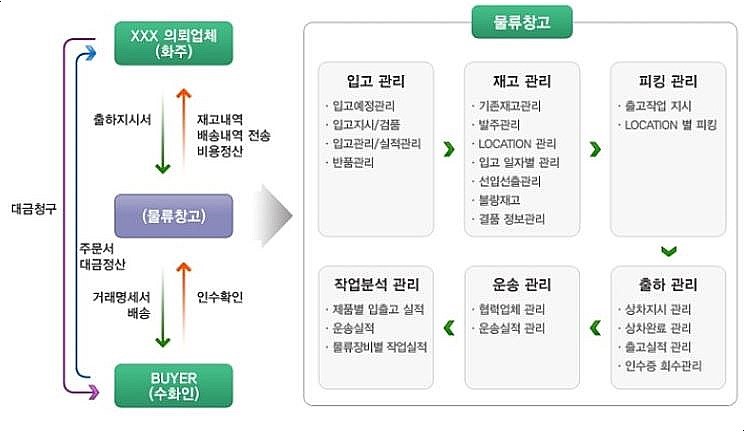 XXX 의뢰업체
(화주)
출하지시서
재고내역
배송내역 전송
비용정산
대금청구
(물류창고)
주문서
대금정산
거래명세서
배송
인수확인
BUYER
(수화인)
물류창고
입고 관리
· 입고예정관리
· 입고지시/검품
· 입고관리/실적관리
· 반품관리
재고 관리
· 기존재고관리
· 발주관리
· LOCATION 관리
· 입고 일자별 관리
· 선입선출관리
· 불량재고
· 결품 정보관리
피킹 관리
· 출고작업 지시
· LOCATION 별 피킹
출하 관리
· 상차지시 관리
· 상차완료 관리
· 출고실적 관리
· 인수증 회수관리
운송 관리
· 협력업체 관리
· 운송실적 관리
작업분석 관리
· 제품별 입출고 실적
· 운송실적
· 물류장비별 작업실적